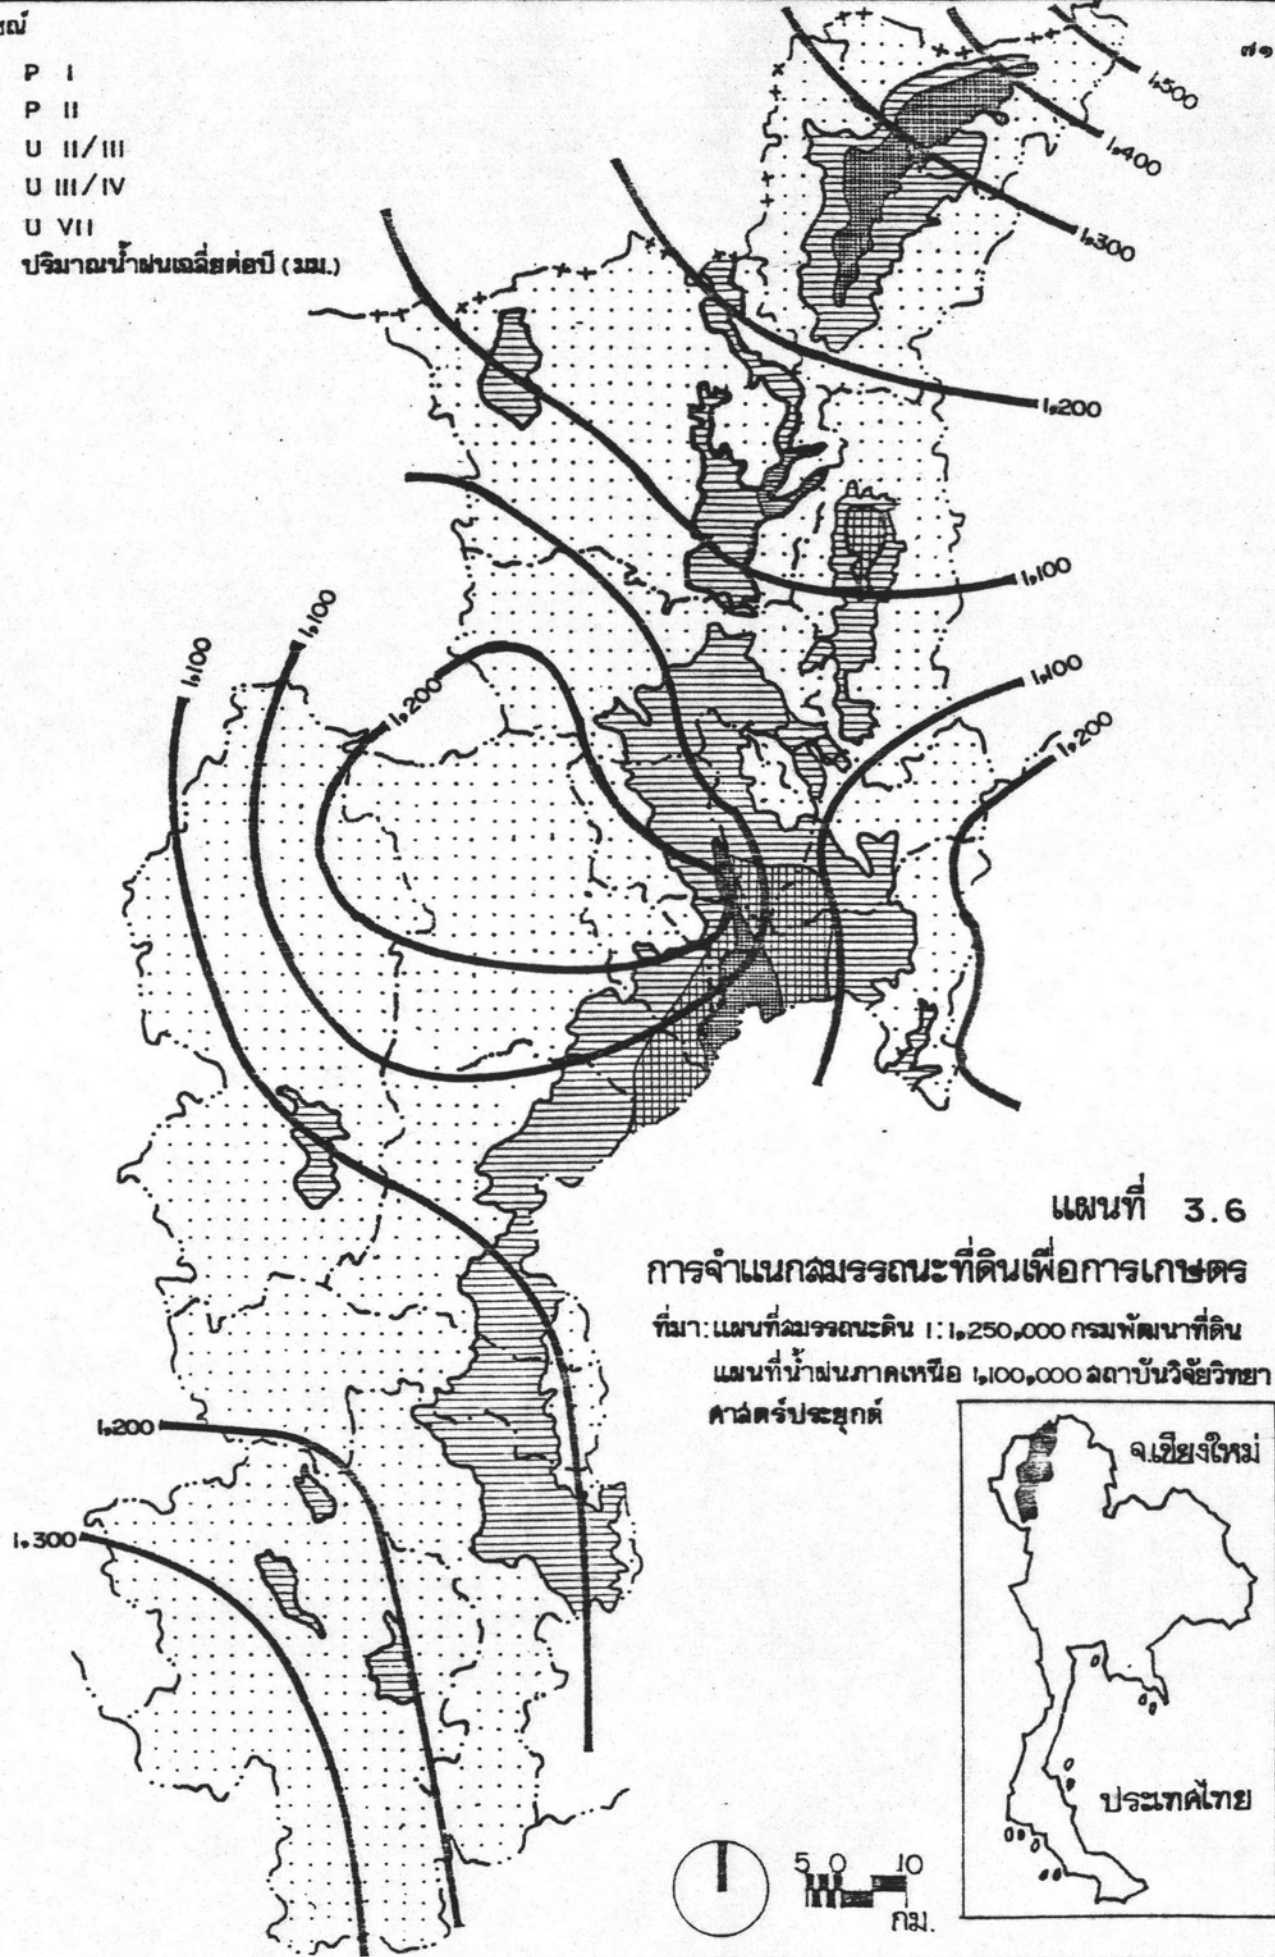 ๗๑
P I
P II
U II/III
U III/IV
U VII
ปริมาณน้ำฝนเฉลี่ยต่อปี (มม.)
1,500
1,400
1,300
1,200
1,100
1,100
1,100
1,200
1,100
1,200
1,200
1,300
แผนที่ 3.6
การจำแนกสมรรถนะที่ดินเพื่อการเกษตร
ที่มา: แผนที่สมรรถนะดิน 1:1,250,000 กรมพัฒนาที่ดิน
แผนที่น้ำฝนภาคเหนือ 1,100,000 สถาบันวิจัยวิทยา
ศาสตร์ประยุกต์
จ.เชียงใหม่
ประเทศไทย
5 0 10
กม.